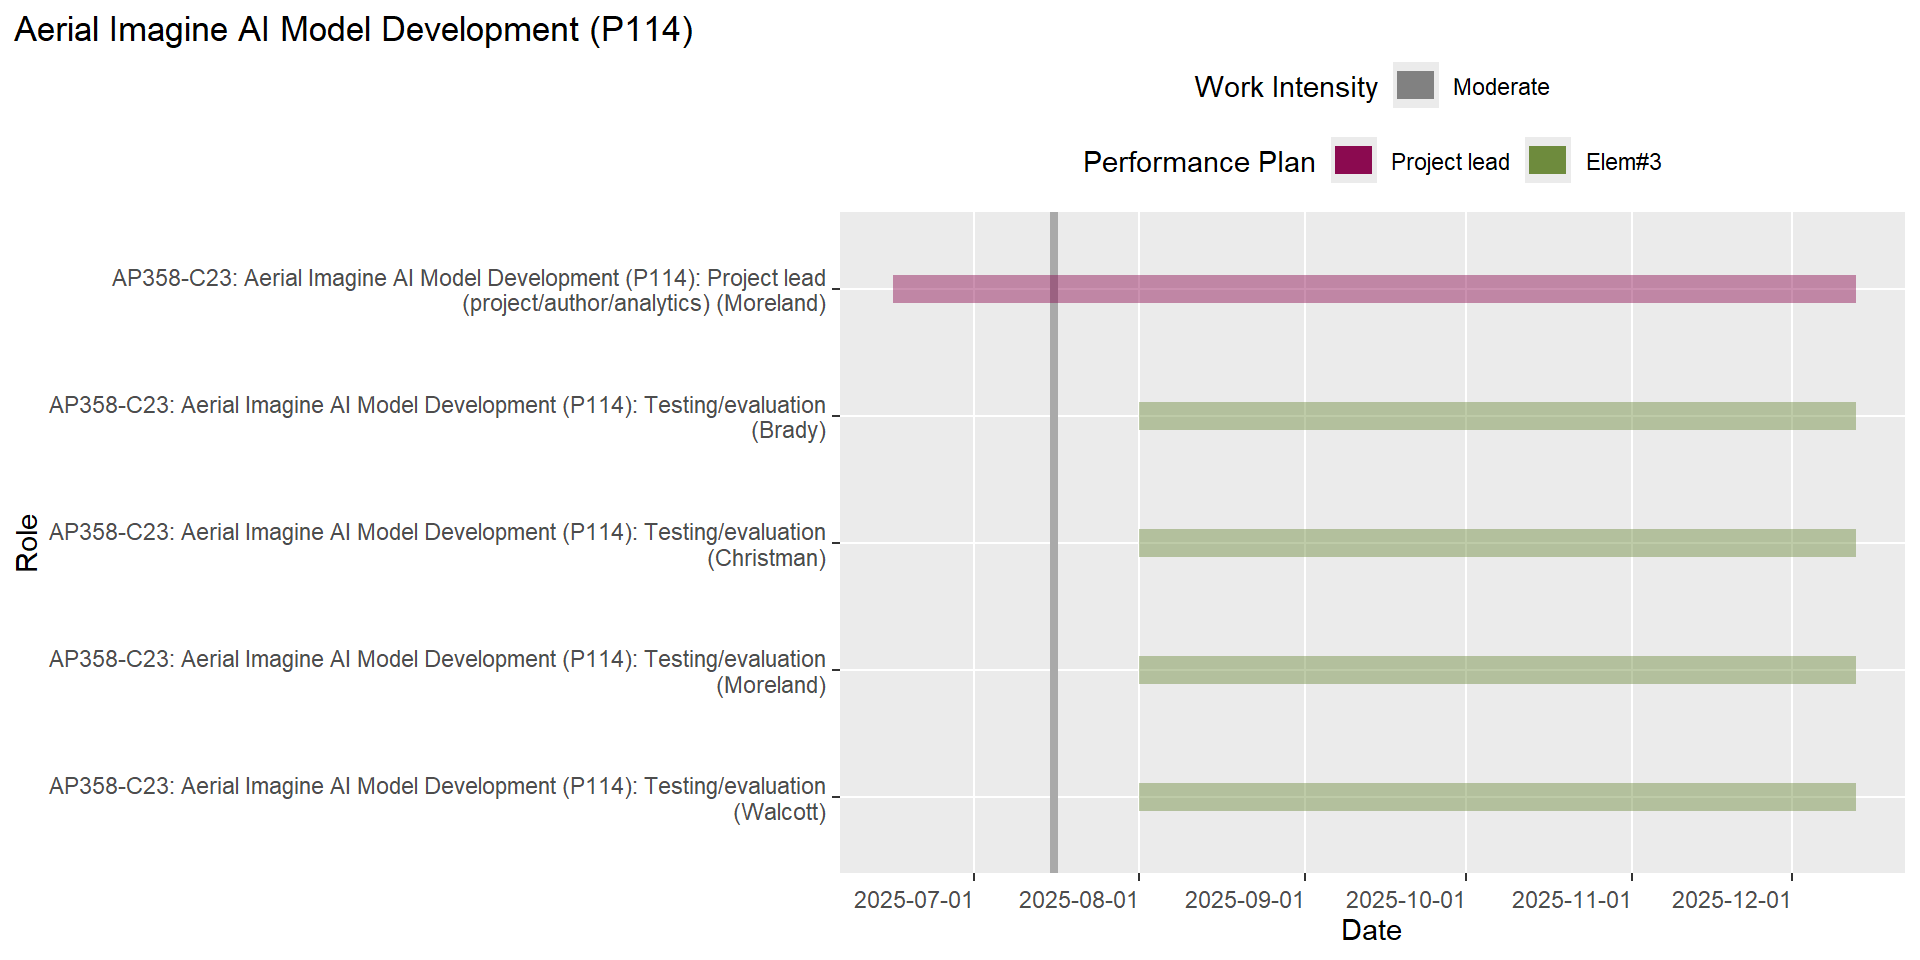 Aerial Imagine AI Model Development (P114)
Work Intensity Moderate
Performance Plan Project lead Elem#3
AP358-C23: Aerial Imagine AI Model Development (P114): Project lead
(project/author/analytics) (Moreland)
AP358-C23: Aerial Imagine AI Model Development (P114): Testing/evaluation
(Brady)
AP358-C23: Aerial Imagine AI Model Development (P114): Testing/evaluation
(Christman)
AP358-C23: Aerial Imagine AI Model Development (P114): Testing/evaluation
(Moreland)
AP358-C23: Aerial Imagine AI Model Development (P114): Testing/evaluation
(Walcott)
Role
2025-07-01 2025-08-01 2025-09-01 2025-10-01 2025-11-01 2025-12-01
Date